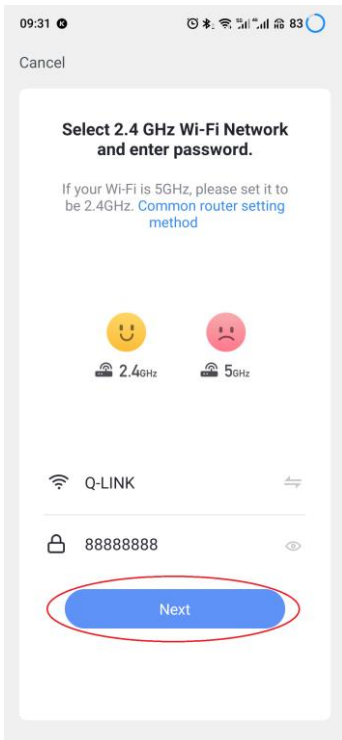 09:31
83
Cancel
Select 2.4 GHz Wi-Fi Network
and enter password.
If your Wi-Fi is 5GHz, please set it to
be 2.4GHz. Common router setting
method
2.4GHz 5GHz
Q-LINK
88888888
Next